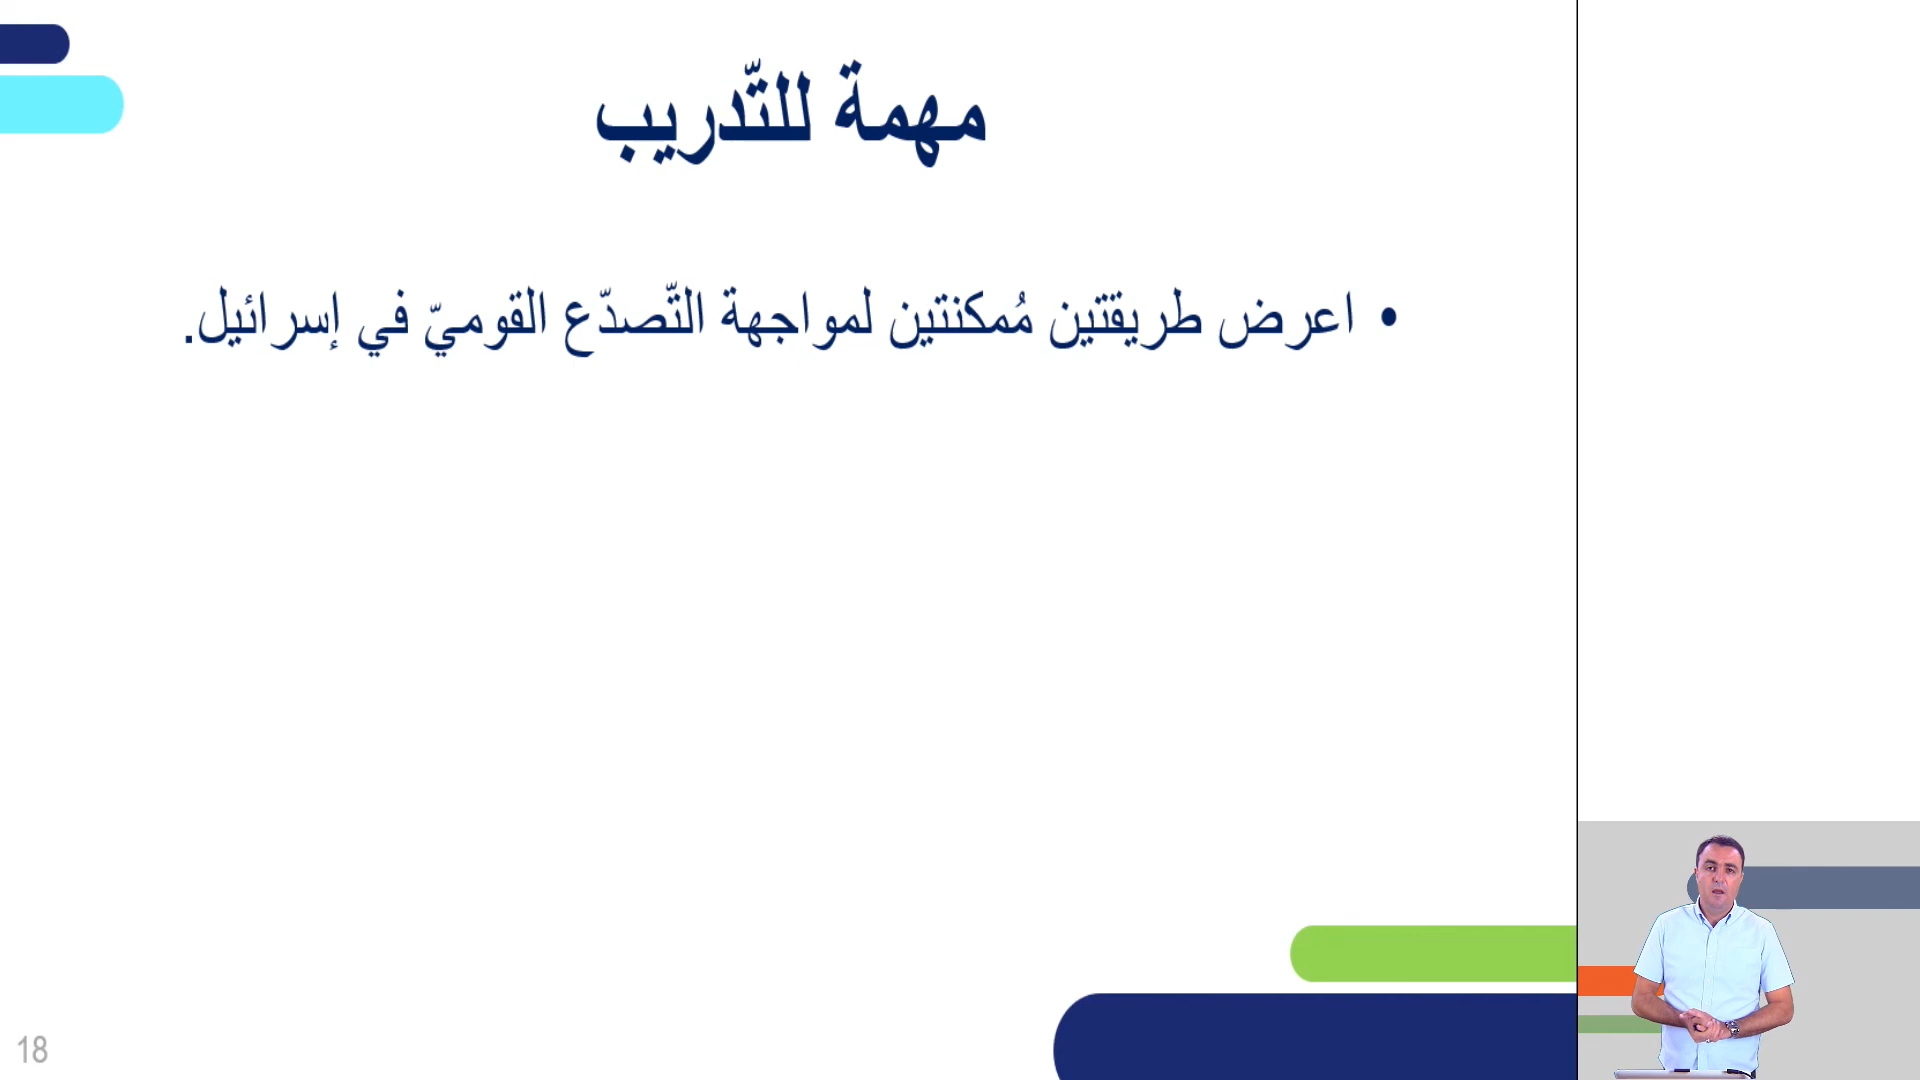 مهمة للتّدريب
• اعرض طريقتين مُمكنتين لمواجهة التّصدّع القوميّ في إسرائيل.
18